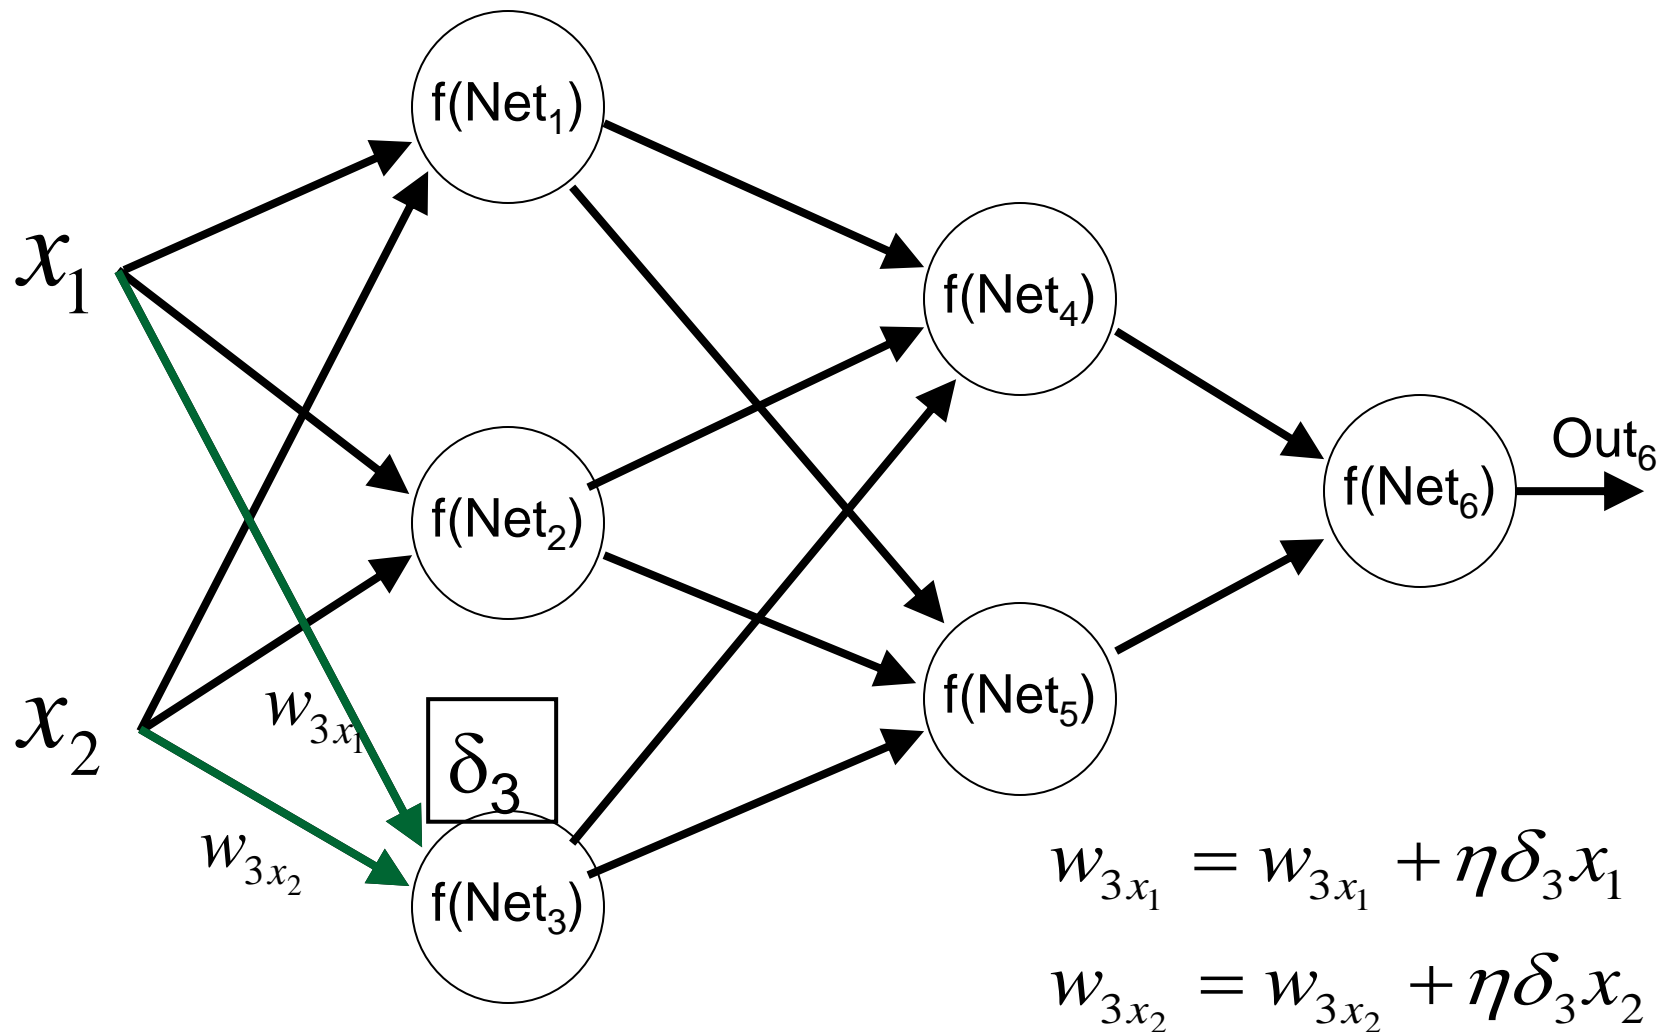 f(Net₁)
x₁
f(Net₄)
Out₆
f(Net₆)
f(Net₂)
x₂
w₃ₓ₁
δ₃
f(Net₅)
w₃ₓ₂
f(Net₃)
w₃ₓ₁ = w₃ₓ₁ + ηδ₃x₁
w₃ₓ₂ = w₃ₓ₂ + ηδ₃x₂